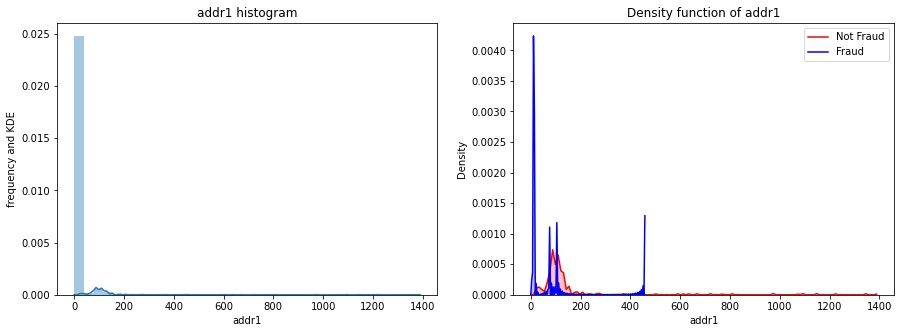 addr1 histogram
frequency and KDE
0.025
0.020
0.015
0.010
0.005
0.000
0 200 400 600 800 1000 1200 1400
addr1
Density function of addr1
Not Fraud
Fraud
Density
0.0040
0.0035
0.0030
0.0025
0.0020
0.0015
0.0010
0.0005
0.0000
0 200 400 600 800 1000 1200 1400
addr1